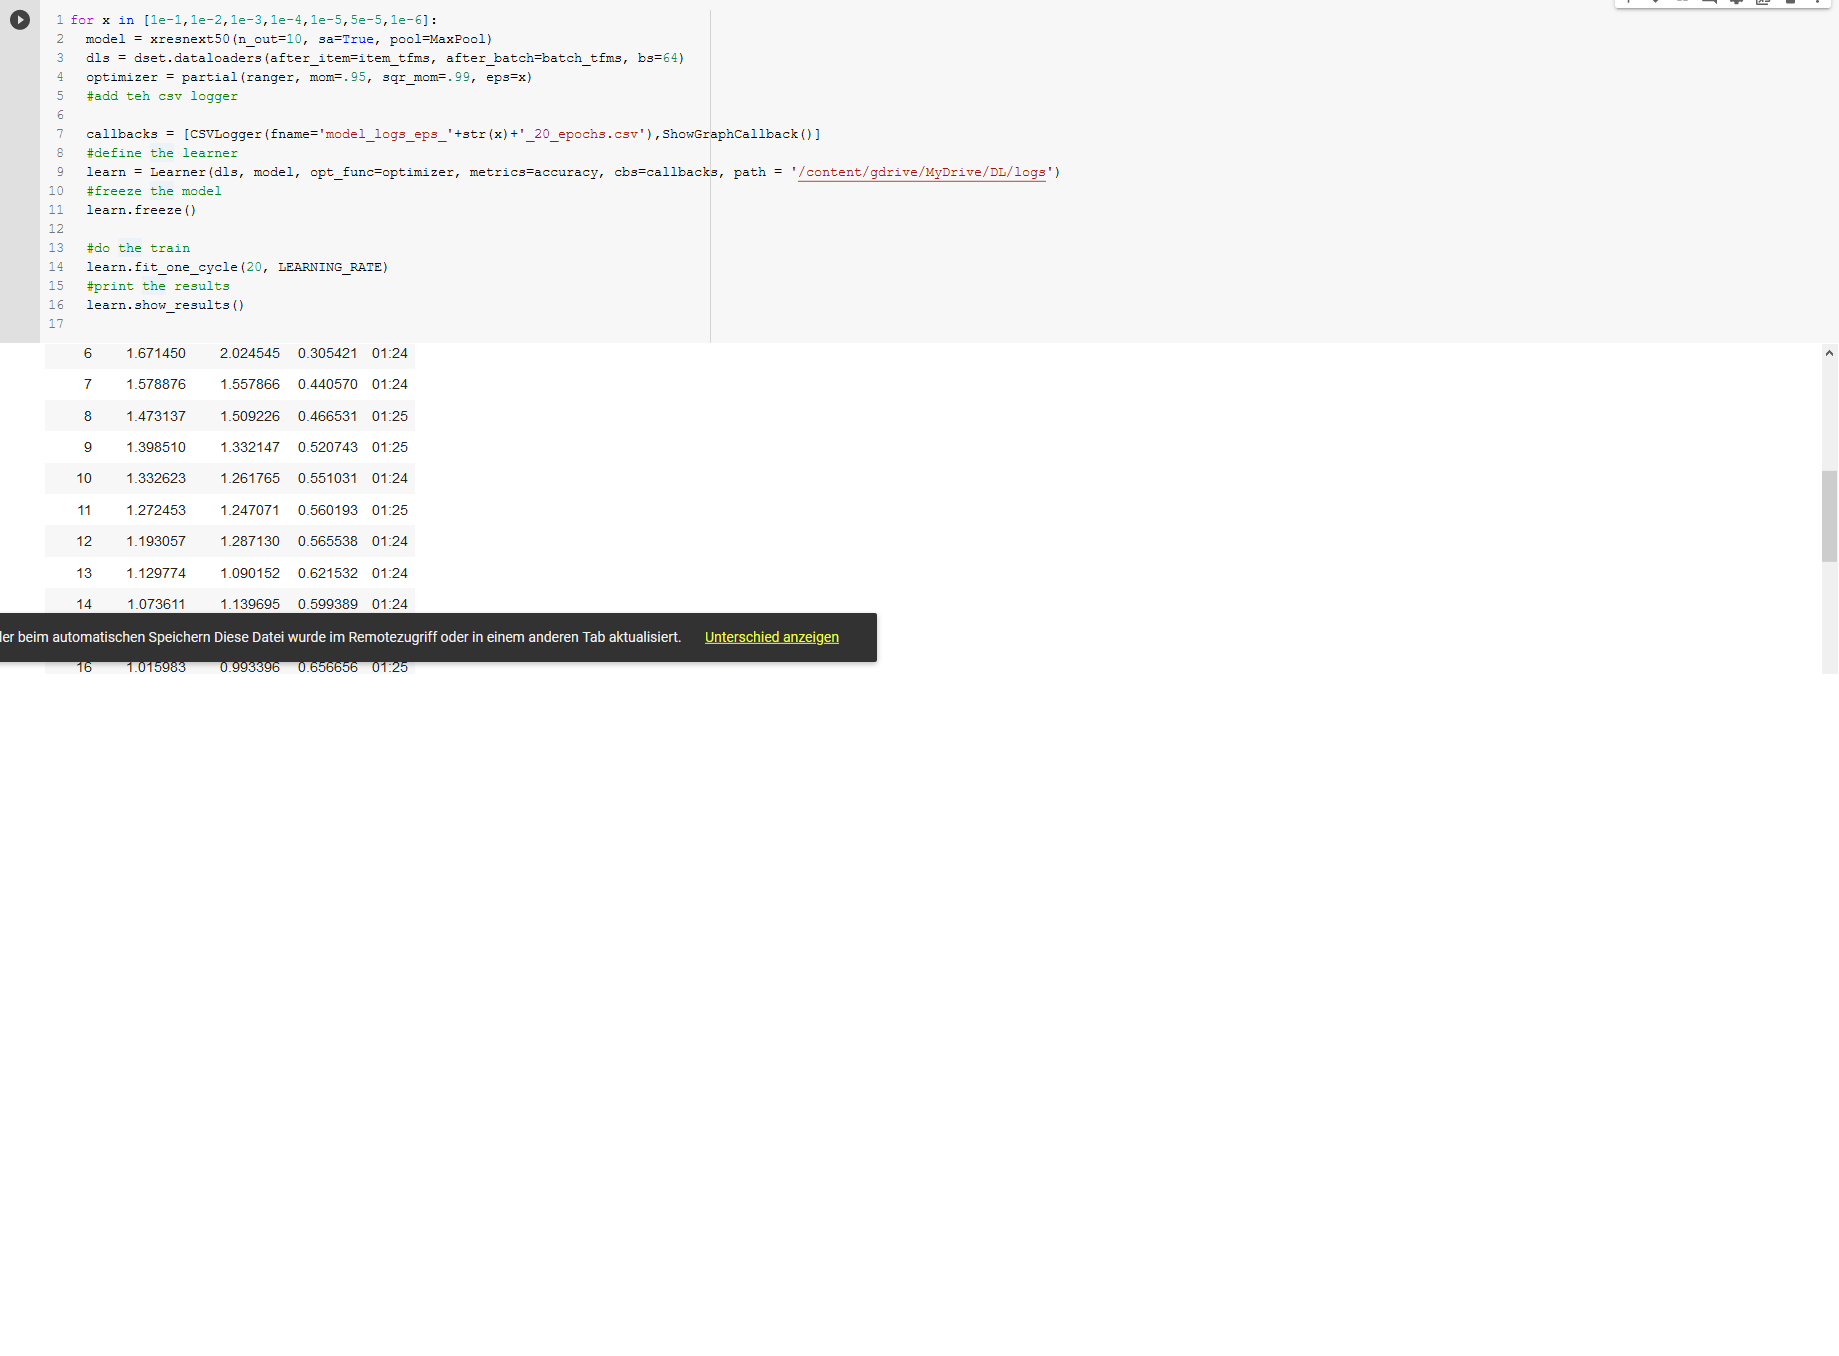 1 for x in [1e-1,1e-2,1e-3,1e-4,1e-5,5e-5,1e-6]:
2 model = xresnext50(n_out=10, sa=True, pool=MaxPool)
3 dls = dset.dataloaders(after_item=item_tfms, after_batch=batch_tfms, bs=64)
4 optimizer = partial(ranger, mom=.95, sqr_mom=.99, eps=x)
5 #add teh csv logger
6
7 callbacks = [CSVLogger(fname='model_logs_eps_'+str(x)+'_20_epochs.csv'),ShowGraphCallback()]
8 #define the learner
9 learn = Learner(dls, model, opt_func=optimizer, metrics=accuracy, cbs=callbacks, path = '/content/gdrive/MyDrive/DL/logs')
10 #freeze the model
11 learn.freeze()
12
13 #do the train
14 learn.fit_one_cycle(20, LEARNING_RATE)
15 #print the results
16 learn.show_results()
17
6 1.671450 2.024545 0.305421 01:24
7 1.578876 1.557866 0.440570 01:24
8 1.473137 1.509226 0.466531 01:25
9 1.398510 1.332147 0.520743 01:25
10 1.332623 1.261765 0.551031 01:24
11 1.272453 1.247071 0.560193 01:25
12 1.193057 1.287130 0.565538 01:24
13 1.129774 1.090152 0.621532 01:24
14 1.073611 1.139695 0.599389 01:24
ler beim automatischen Speichern Diese Datei wurde im Remotezugriff oder in einem anderen Tab aktualisiert. Unterschied anzeigen
16 1.015983 0.993396 0.656656 01:25